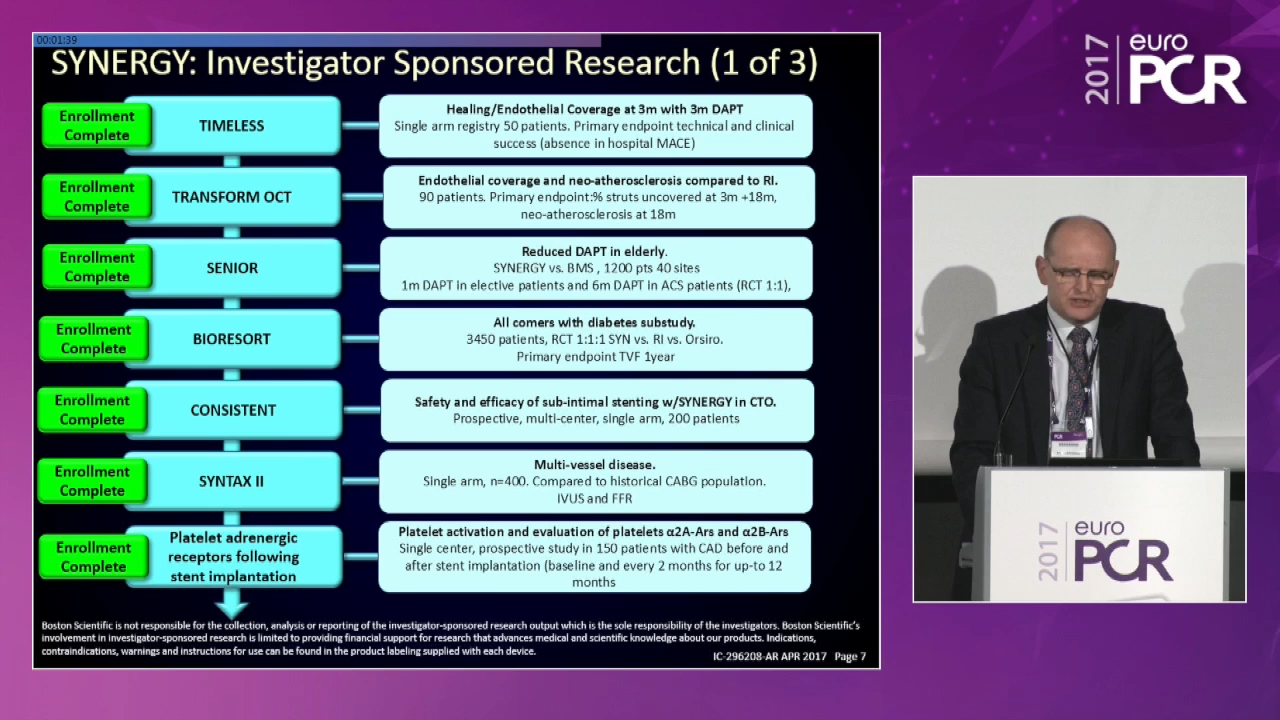 00:01:39
SYNERGY: Investigator Sponsored Research (1 of 3)
Enrollment
Complete
TIMELESS
Healing/Endothelial Coverage at 3m with 3m DAPT
Single arm registry 50 patients. Primary endpoint technical and clinical
success (absence in hospital MACE)
Enrollment
Complete
TRANSFORM OCT
Endothelial coverage and neo-atherosclerosis compared to RI.
90 patients. Primary endpoint:% struts uncovered at 3m +18m,
neo-atherosclerosis at 18m
Enrollment
Complete
SENIOR
Reduced DAPT in elderly.
SYNERGY vs. BMS , 1200 pts 40 sites
1m DAPT in elective patients and 6m DAPT in ACS patients (RCT 1:1),
Enrollment
Complete
BIORESORT
All comers with diabetes substudy.
3450 patients, RCT 1:1:1 SYN vs. RI vs. Orsiro.
Primary endpoint TVF 1year
Enrollment
Complete
CONSISTENT
Safety and efficacy of sub-intimal stenting w/SYNERGY in CTO.
Prospective, multi-center, single arm, 200 patients
Enrollment
Complete
SYNTAX II
Multi-vessel disease.
Single arm, n=400. Compared to historical CABG population.
IVUS and FFR
Enrollment
Complete
Platelet adrenergic
receptors following
stent implantation
Platelet activation and evaluation of platelets α2A-Ars and α2B-Ars
Single center, prospective study in 150 patients with CAD before and
after stent implantation (baseline and every 2 months for up-to 12
months
Boston Scientific is not responsible for the collection, analysis or reporting of the investigator-sponsored research output which is the sole responsibility of the investigators. Boston Scientific's
involvement in investigator-sponsored research is limited to providing financial support for research that advances medical and scientific knowledge about our products. Indications,
contraindications, warnings and instructions for use can be found in the product labeling supplied with each device.
IC-296208-AR APR 2017 Page 7
2017
euro
PCR
PCR
2017
euro
PCR